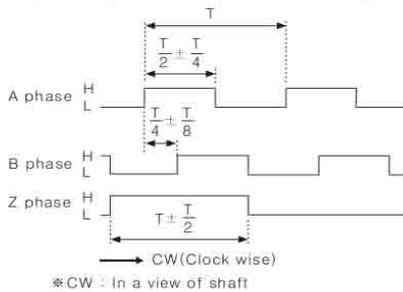 T
T/2 ± T/4
A phase H
L
T/4 ± T/8
B phase H
L
Z phase H
L
T± T/2
CW(Clock wise)
※CW : In a view of shaft